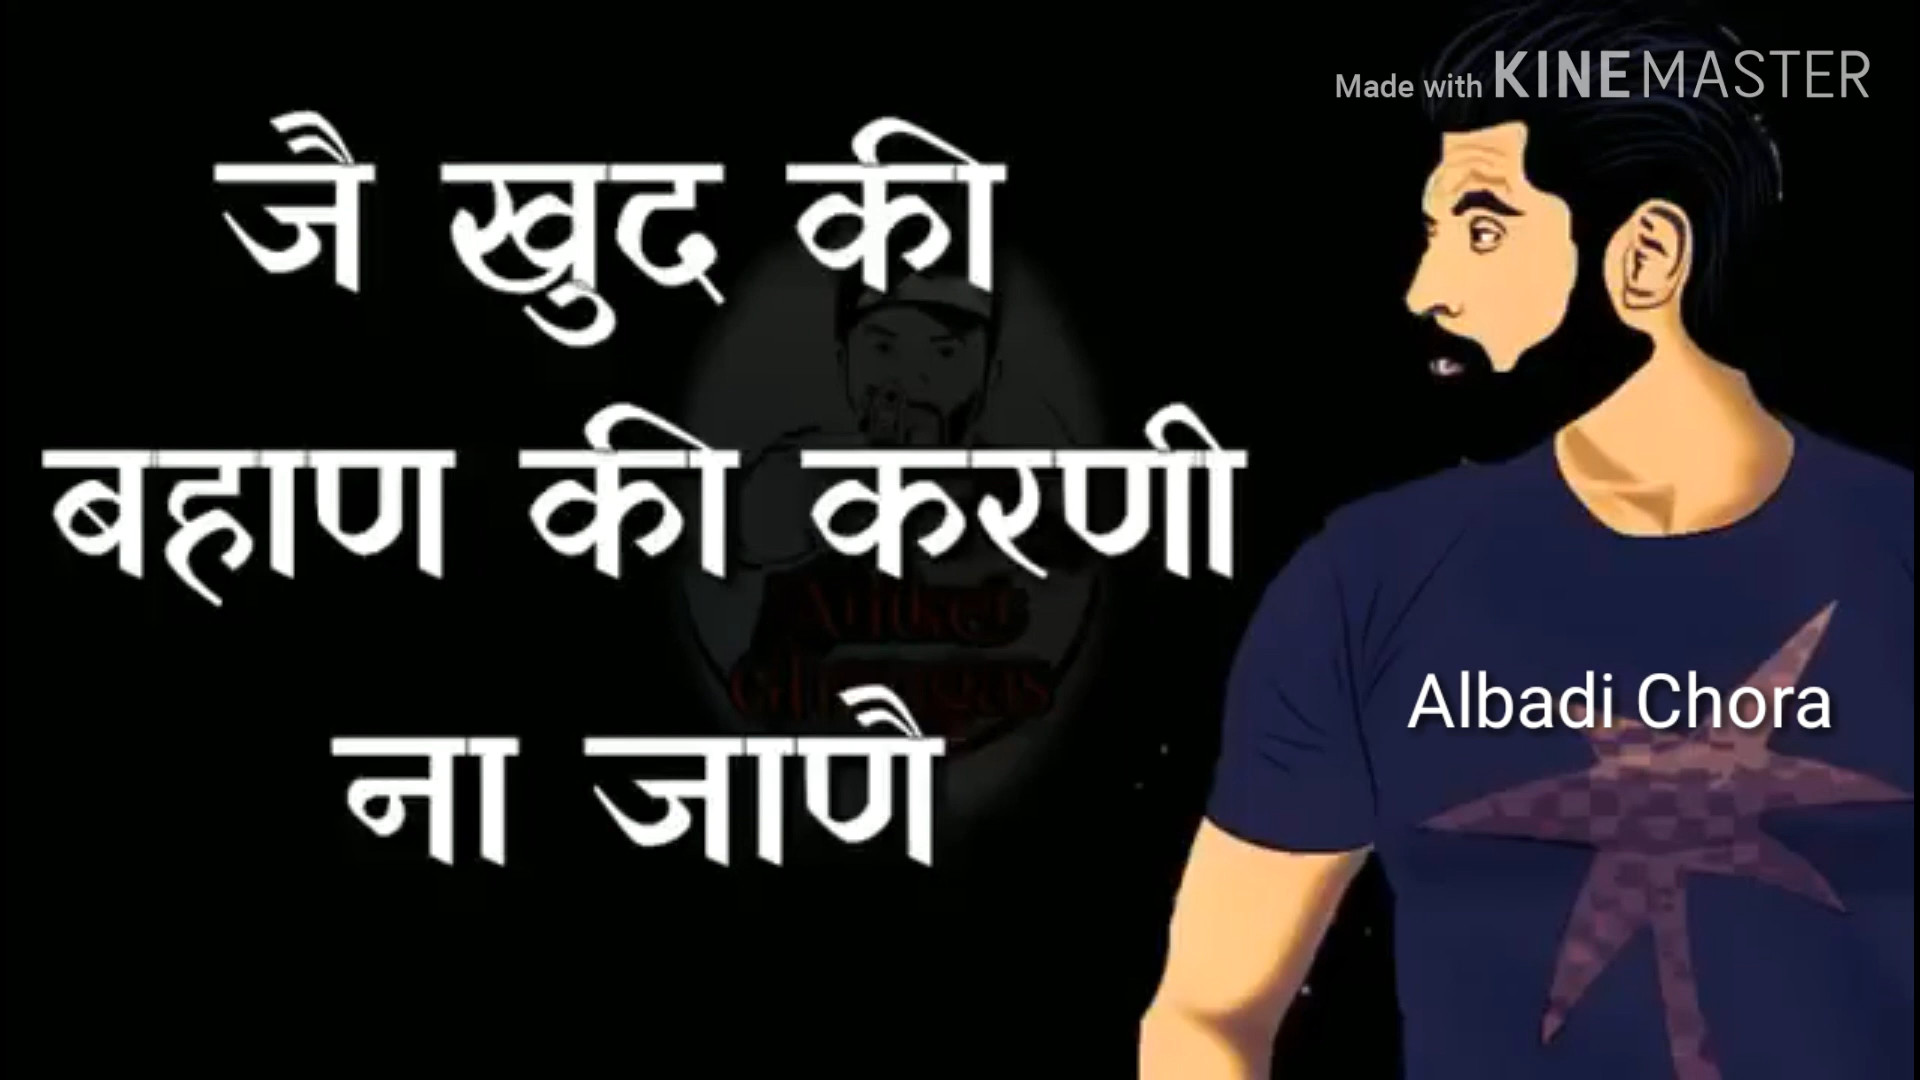 Made with KINEMASTER
जै खुद की
बहाण की करणी
ना जाणै
Albadi Chora